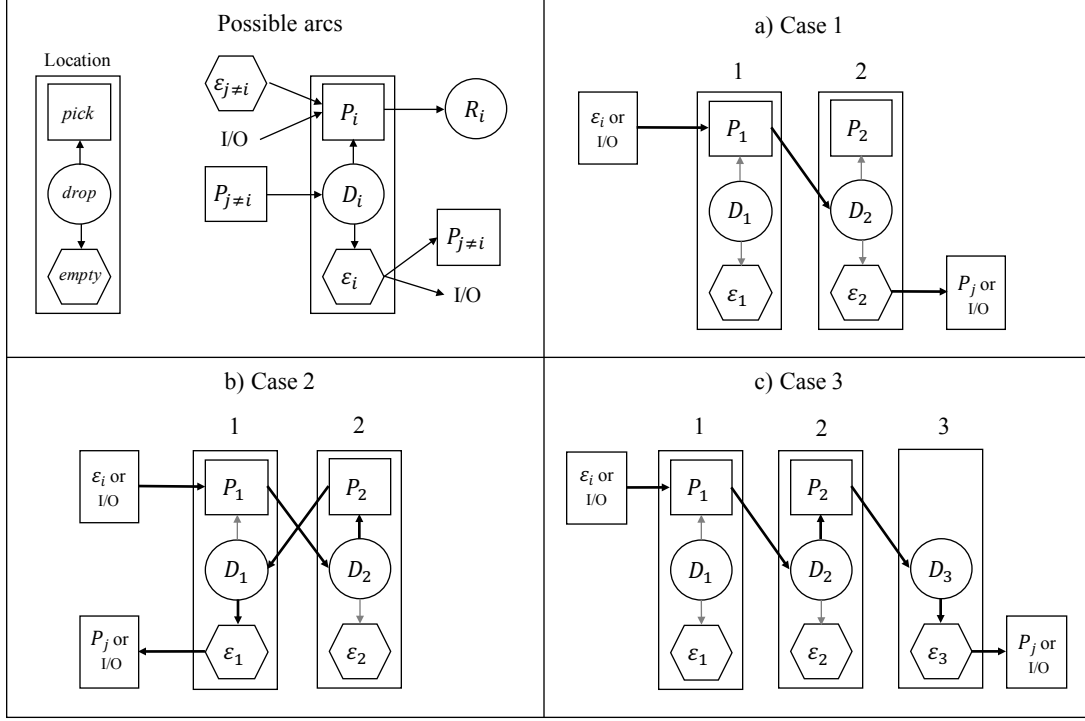 Possible arcs
Location
pick
drop
empty
ε_{j≠i}
I/O
P_{j≠i}
P_i
D_i
ε_i
R_i
P_{j≠i}
I/O
a) Case 1
1
2
ε_i or
I/O
P_1
P_2
D_1
D_2
ε_1
ε_2
P_j or
I/O
b) Case 2
1
2
ε_i or
I/O
P_1
P_2
D_1
D_2
P_j or
I/O
ε_1
ε_2
c) Case 3
1
2
3
ε_i or
I/O
P_1
P_2
D_1
D_2
D_3
ε_1
ε_2
ε_3
P_j or
I/O